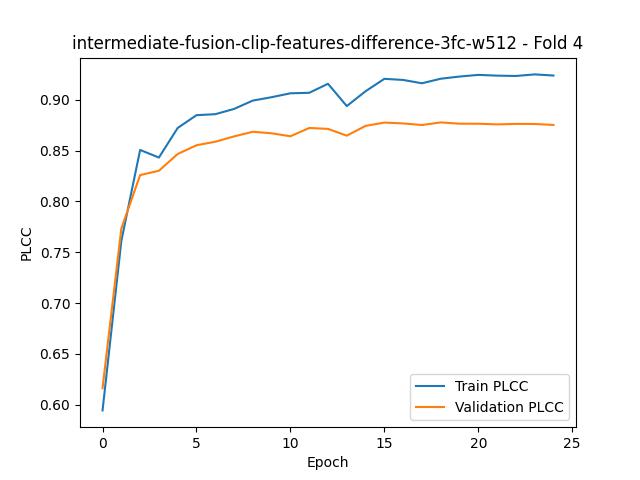 intermediate-fusion-clip-features-difference-3fc-w512 - Fold 4
PLCC
0.90
0.85
0.80
0.75
0.70
0.65
0.60
0
5
10
15
20
25
Epoch
Train PLCC
Validation PLCC